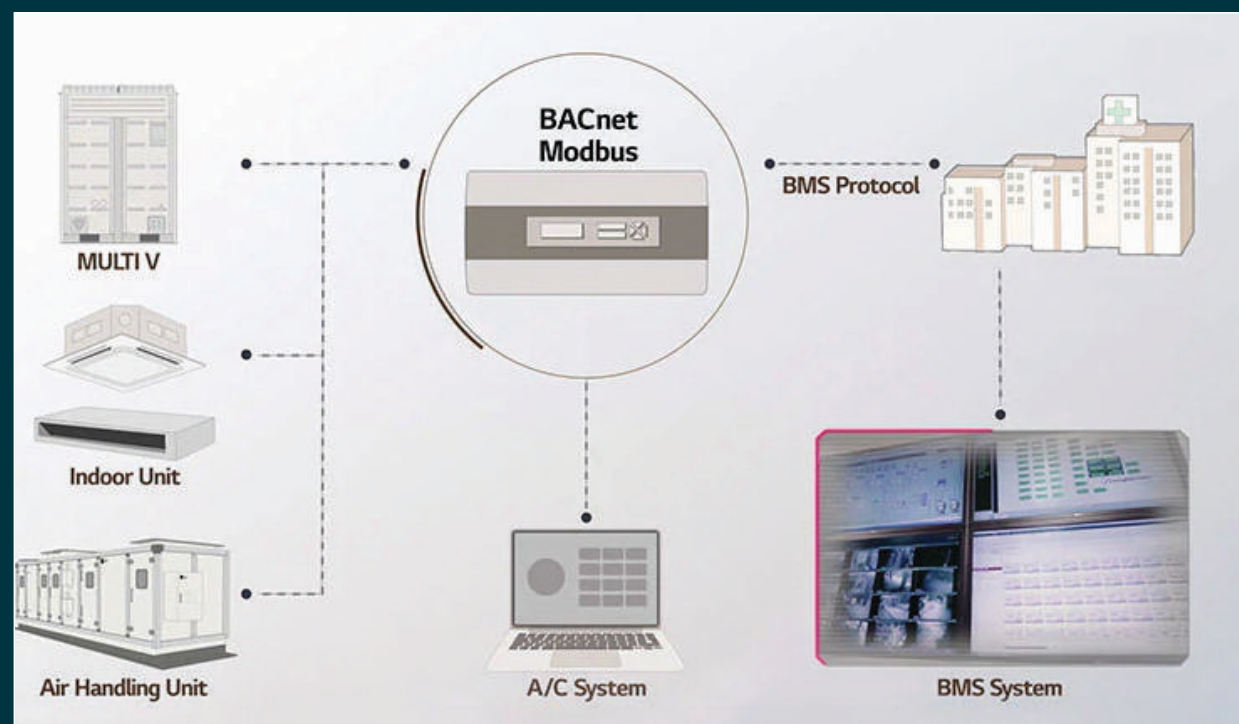 BACnet
Modbus
BMS Protocol
MULTI V
Indoor Unit
Air Handling Unit
A/C System
BMS System